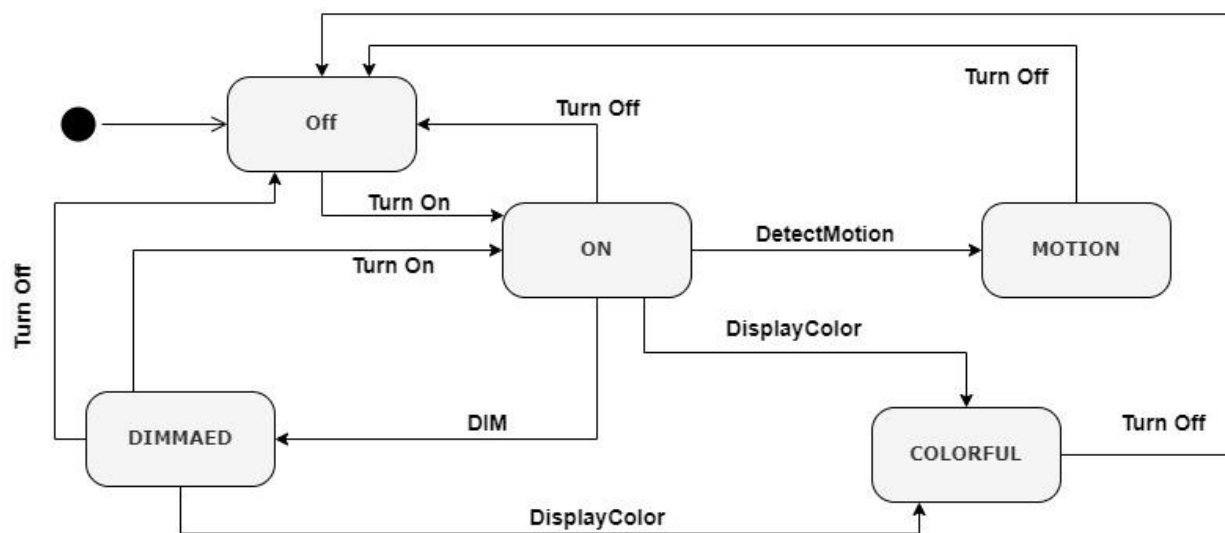 Turn Off
Turn Off
Off
Turn On
DetectMotion
ON
MOTION
Turn On
Turn Off
DisplayColor
DIM
DIMMAED
Turn Off
COLORFUL
DisplayColor